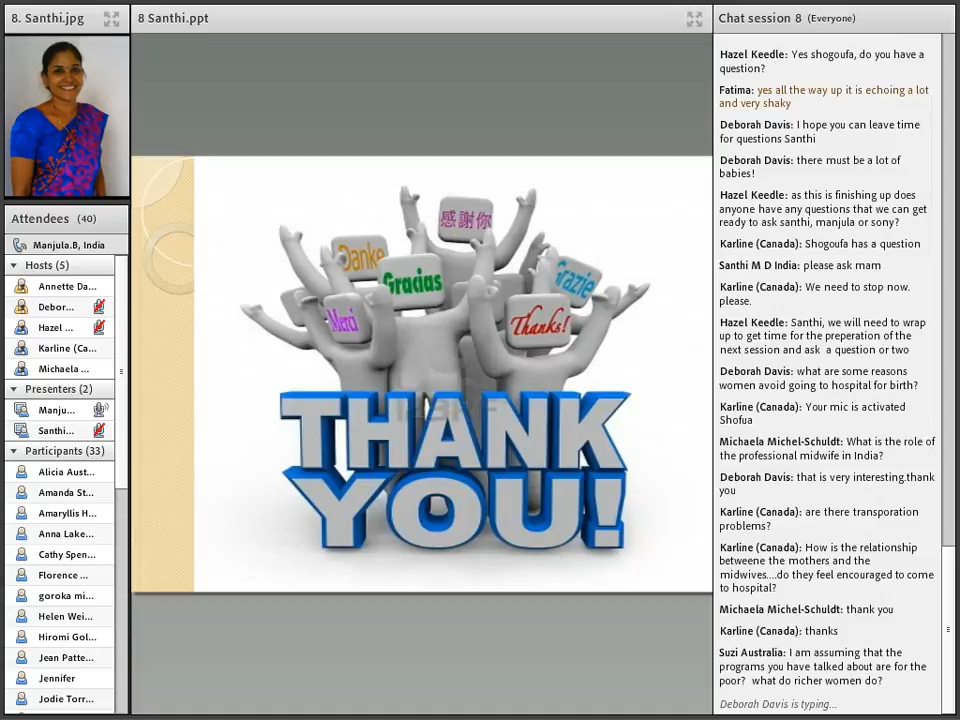 8. Santhi.jpg
8 Santhi.ppt
Chat session 8 (Everyone)
Attendees (40)
Manjula.B, India
Hosts (5)
Annette Da...
Debor...
Hazel ...
Karline (Ca...
Michaela ...
Presenters (2)
Manju...
Santhi...
Participants (33)
Alicia Aust...
Amanda St...
Amaryllis H...
Anna Lake...
Cathy Spen...
Florence ...
goroka mi...
Helen Wei...
Hiromi Gol...
Jean Patte...
Jennifer
Jodie Torr...
感謝你
Danke
Gracias
Grazie
Merci
Thanks!
THANK
YOU!
Hazel Keedle: Yes shogoufa, do you have a
question?
Fatima: yes all the way up it is echoing a lot
and very shaky
Deborah Davis: I hope you can leave time
for questions Santhi
Deborah Davis: there must be a lot of
babies!
Hazel Keedle: as this is finishing up does
anyone have any questions that we can get
ready to ask santhi, manjula or sony?
Karline (Canada): Shogoufa has a question
Santhi M D India: please ask mam
Karline (Canada): We need to stop now.
please.
Hazel Keedle: Santhi, we will need to wrap
up to get time for the preperation of the
next session and ask a question or two
Deborah Davis: what are some reasons
women avoid going to hospital for birth?
Karline (Canada): Your mic is activated
Shofua
Michaela Michel-Schuldt: What is the role of
the professional midwife in India?
Deborah Davis: that is very interesting.thank
you
Karline (Canada): are there transporation
problems?
Karline (Canada): How is the relationship
betweene the mothers and the
midwives....do they feel encouraged to come
to hospital?
Michaela Michel-Schuldt: thank you
Karline (Canada): thanks
Suzi Australia: I am assuming that the
programs you have talked about are for the
poor? what do richer women do?
Deborah Davis is typing...